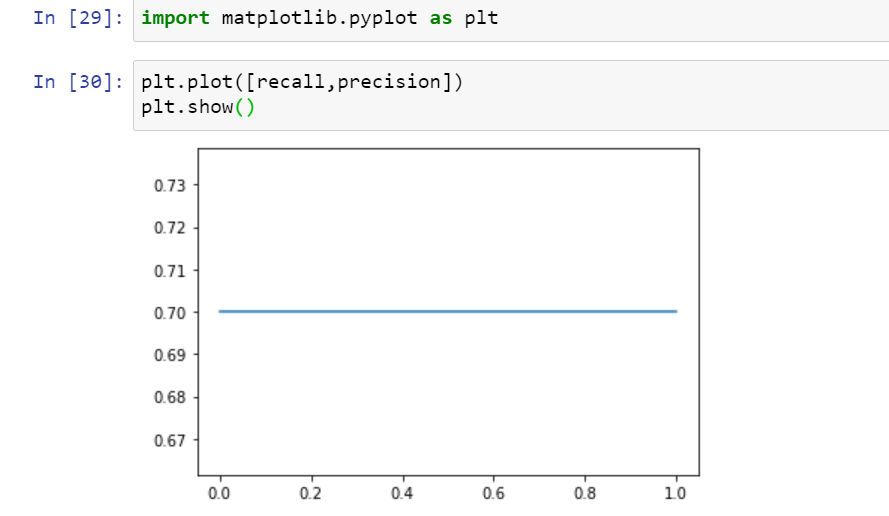 In [29]: import matplotlib.pyplot as plt
In [30]: plt.plot([recall,precision])
plt.show()
0.73
0.72
0.71
0.70
0.69
0.68
0.67
0.0 0.2 0.4 0.6 0.8 1.0